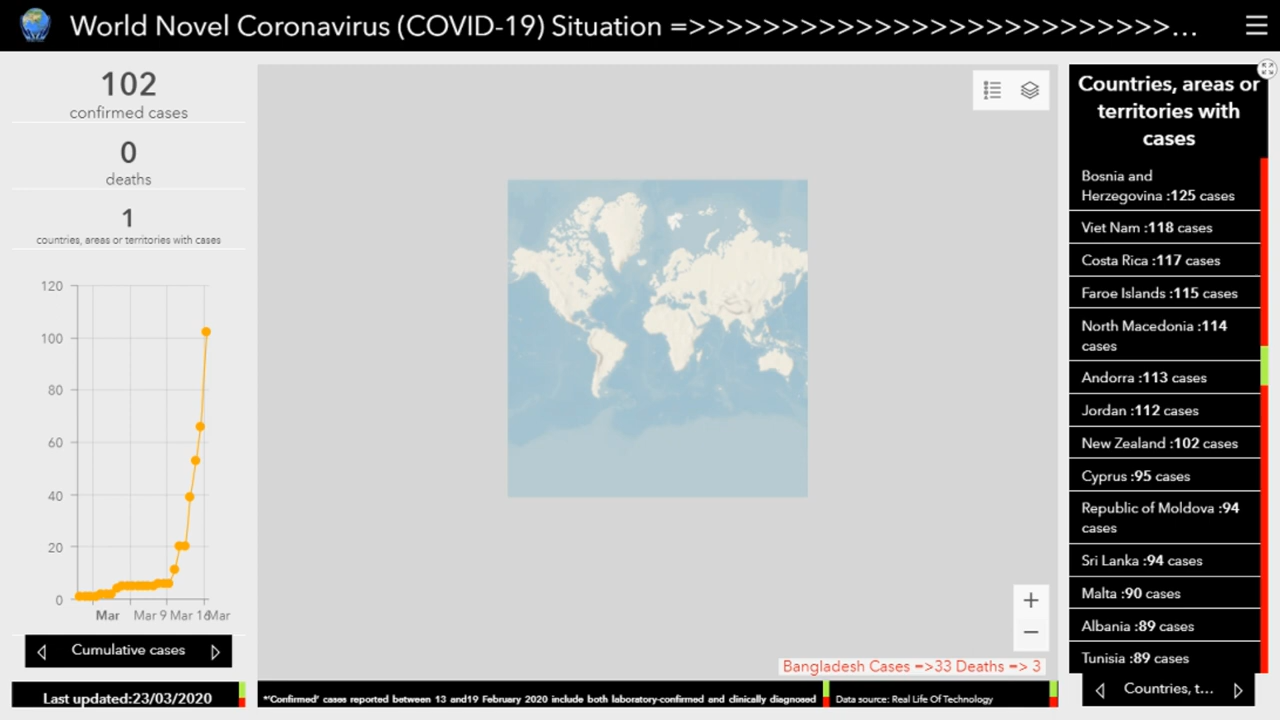 World Novel Coronavirus (COVID-19) Situation =>>>>>>>>>>>>>>>>>>>>>>>>>>...
102
confirmed cases
0
deaths
1
countries, areas or territories with cases
120
100
80
60
40
20
0
Mar Mar 9 Mar 16 Mar
Cumulative cases
Last updated:23/03/2020
Bangladesh Cases =>33 Deaths => 3
*'Confirmed' cases reported between 13 and19 February 2020 include both laboratory-confirmed and clinically diagnosed
Data source: Real Life Of Technology
Countries, areas or
territories with
cases
Bosnia and
Herzegovina :125 cases
Viet Nam :118 cases
Costa Rica :117 cases
Faroe Islands :115 cases
North Macedonia :114
cases
Andorra :113 cases
Jordan :112 cases
New Zealand :102 cases
Cyprus :95 cases
Republic of Moldova :94
cases
Sri Lanka :94 cases
Malta :90 cases
Albania :89 cases
Tunisia :89 cases
Countries, t...